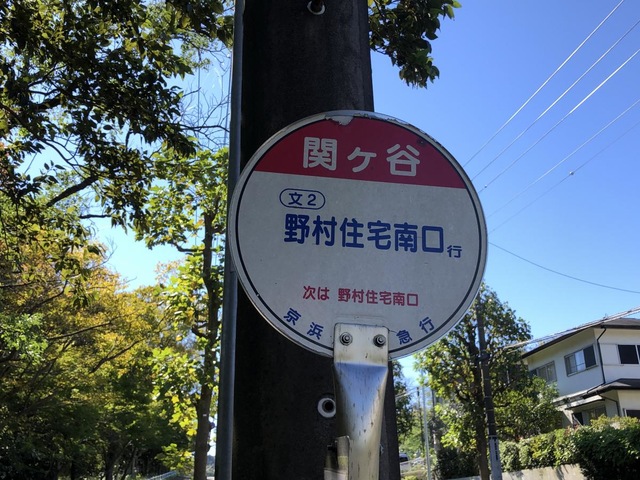 関ヶ谷
文2
野村住宅南口行
次は 野村住宅南口
京浜急行